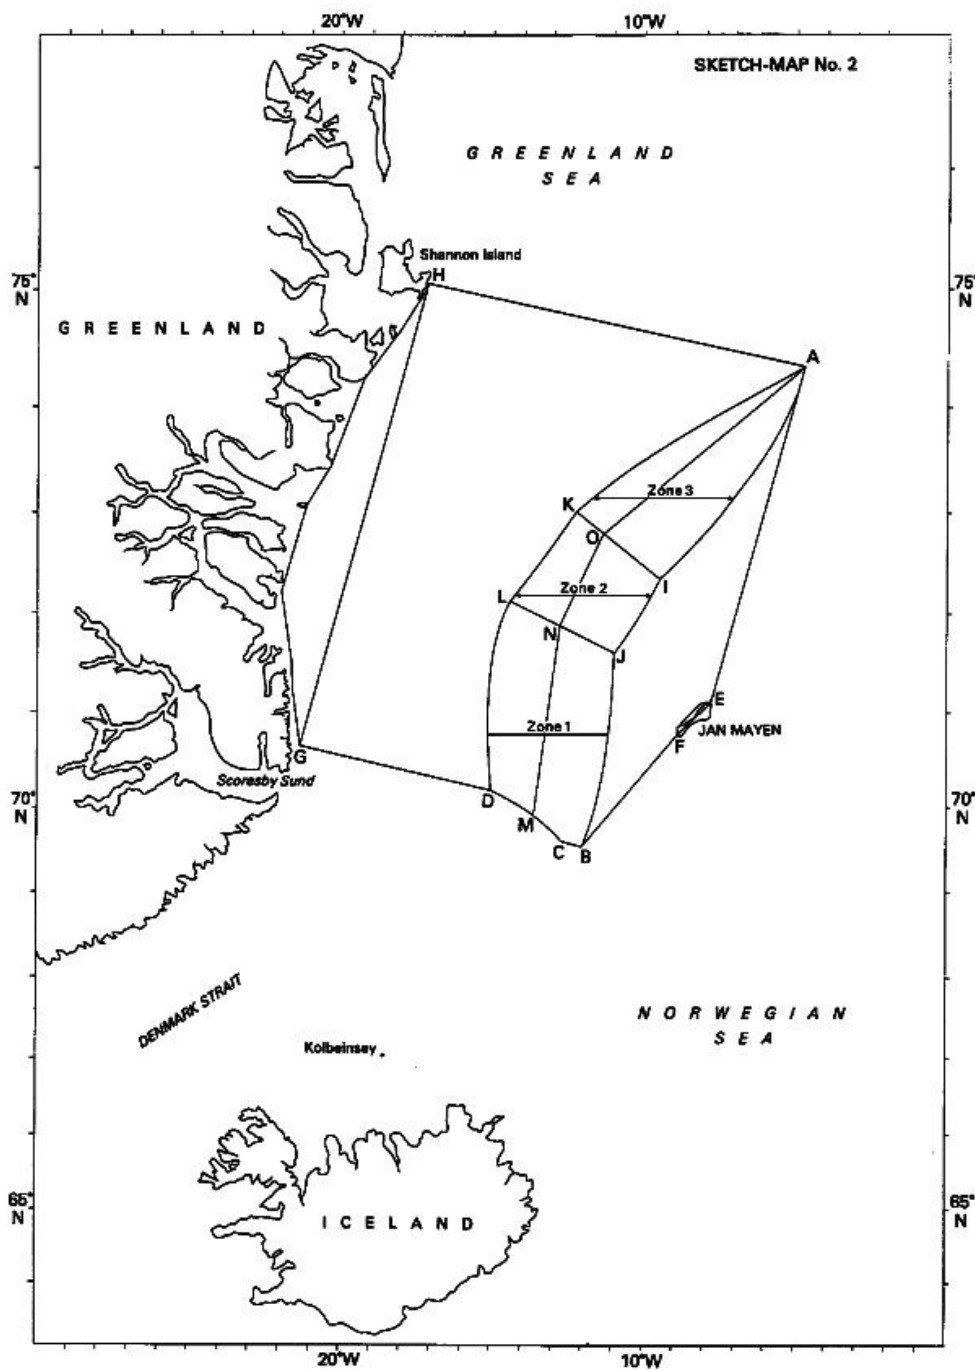 20°W 10°W
SKETCH-MAP No. 2
GREENLAND
SEA
Shannon Island
H
75°
N
75°
N
GREENLAND
A
Zone 3
K
O
I
Zone 2
L
N
J
E
JAN MAYEN
F
Zone 1
G
Scoresby Sund
D
70°
N
70°
N
M
C
B
DENMARK STRAIT
NORWEGIAN
SEA
Kolbeinsey
65°
N
65°
N
ICELAND
20°W 10°W